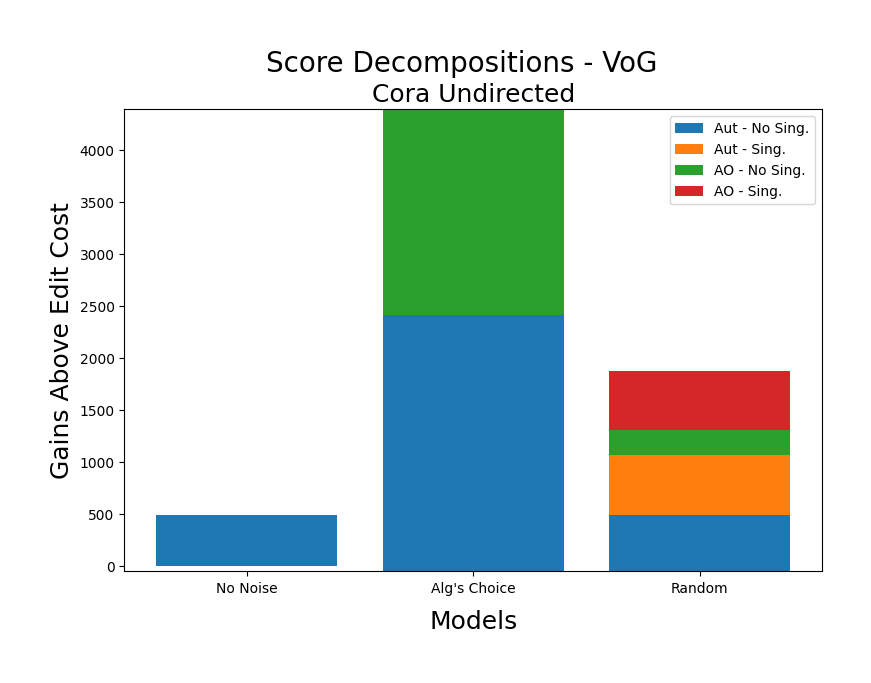 Score Decompositions - VoG
Cora Undirected
Aut - No Sing.
Aut - Sing.
AO - No Sing.
AO - Sing.
Gains Above Edit Cost
4000
3500
3000
2500
2000
1500
1000
500
0
No Noise
Alg's Choice
Random
Models